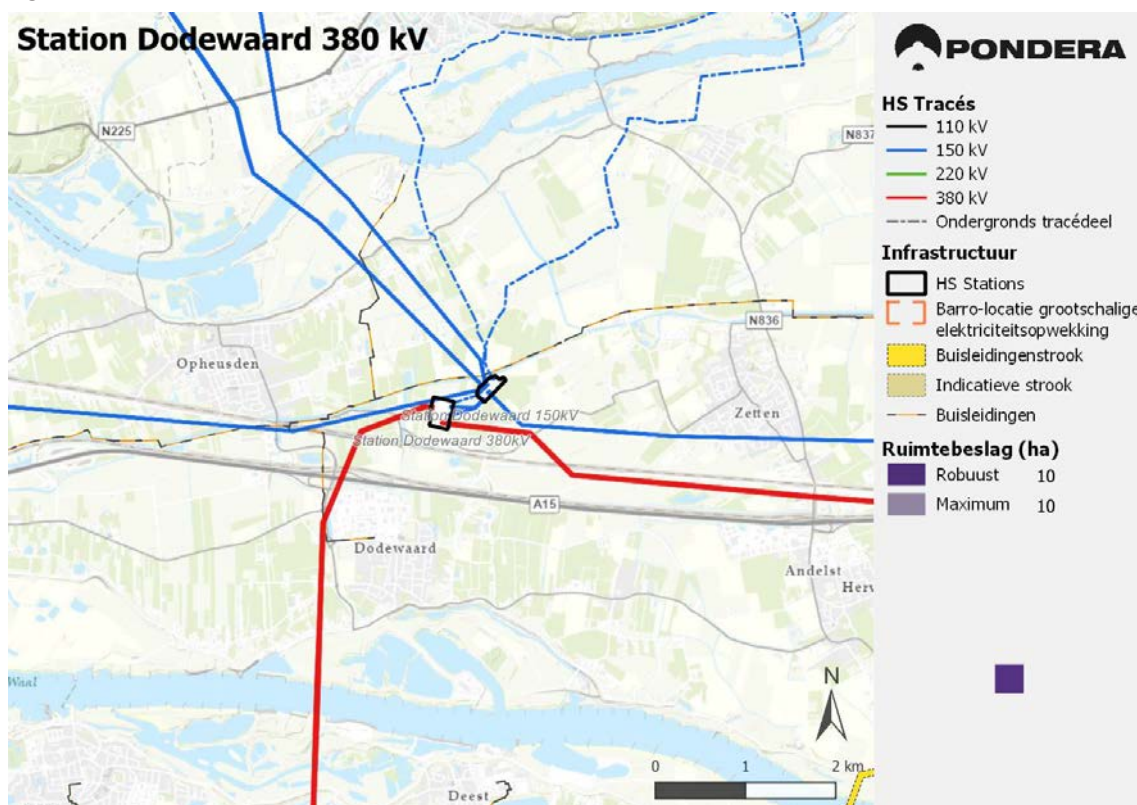 Station Dodewaard 380 kV
PONDERA
HS Tracés
110 kV
150 kV
220 kV
380 kV
Ondergronds tracédeel
Infrastructuur
HS Stations
Barro-locatie grootschalige
elektriciteitsopwekking
Buisleidingenstrook
Indicatieve strook
Buisleidingen
Ruimtebeslag (ha)
Robuust 10
Maximum 10
N225
N837
N836
Opheusden
Station Dodewaard 150kV
Zetten
Station Dodewaard 380kV
A15
Dodewaard
Andelst
Herv
Waal
N
0 1 2 km
Deest